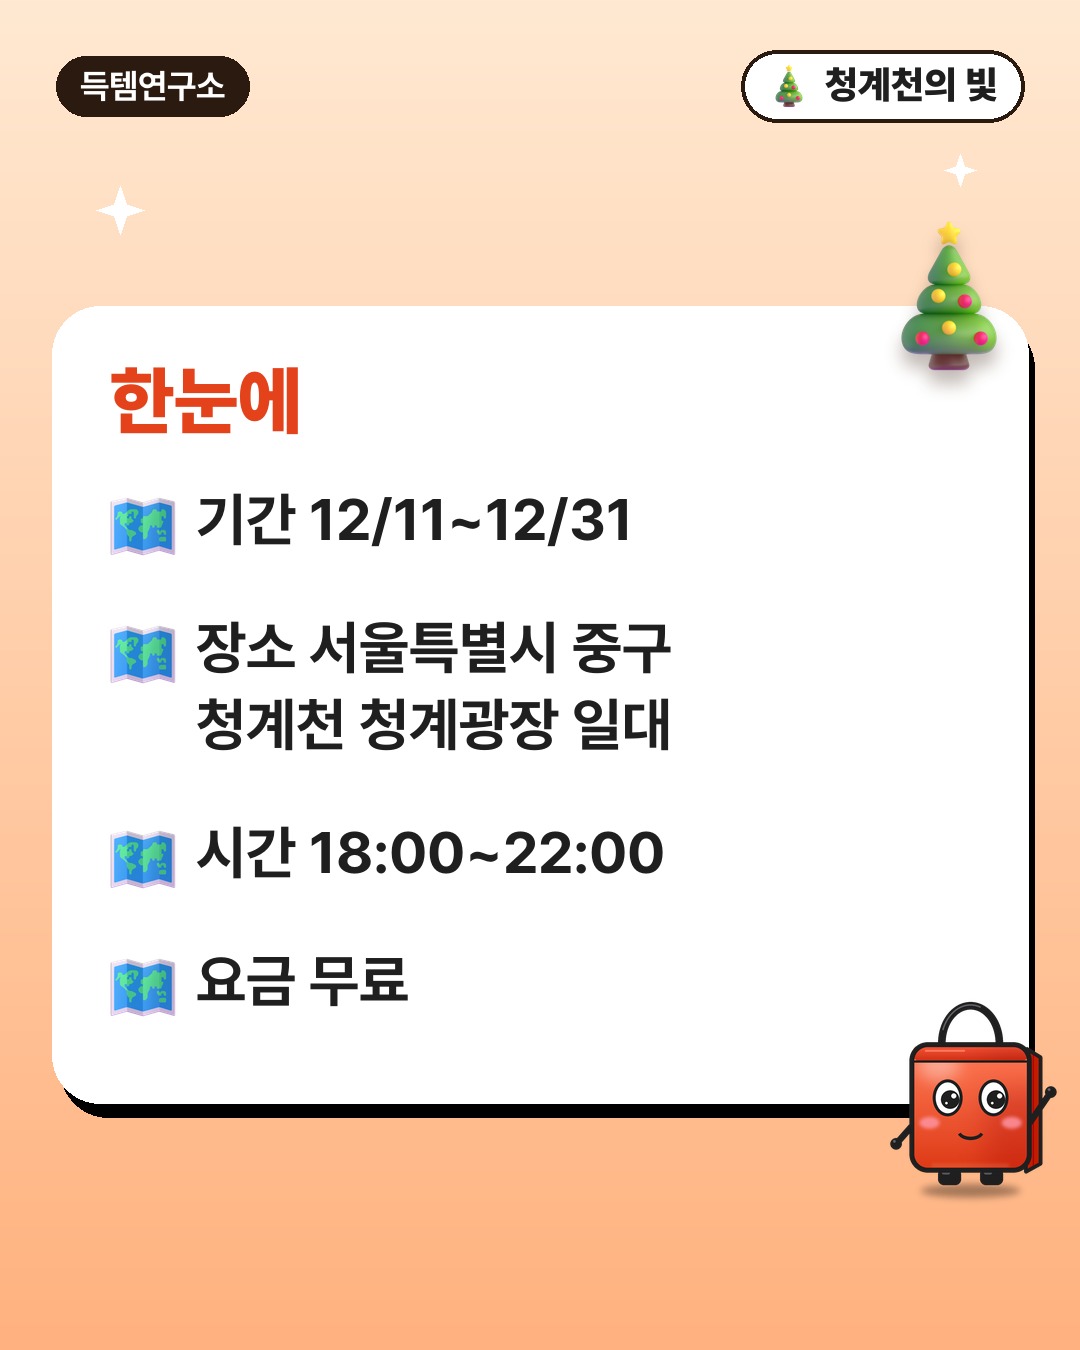 득템연구소
청계천의 빛
한눈에
기간 12/11~12/31
장소 서울특별시 중구
청계천 청계광장 일대
시간 18:00~22:00
요금 무료